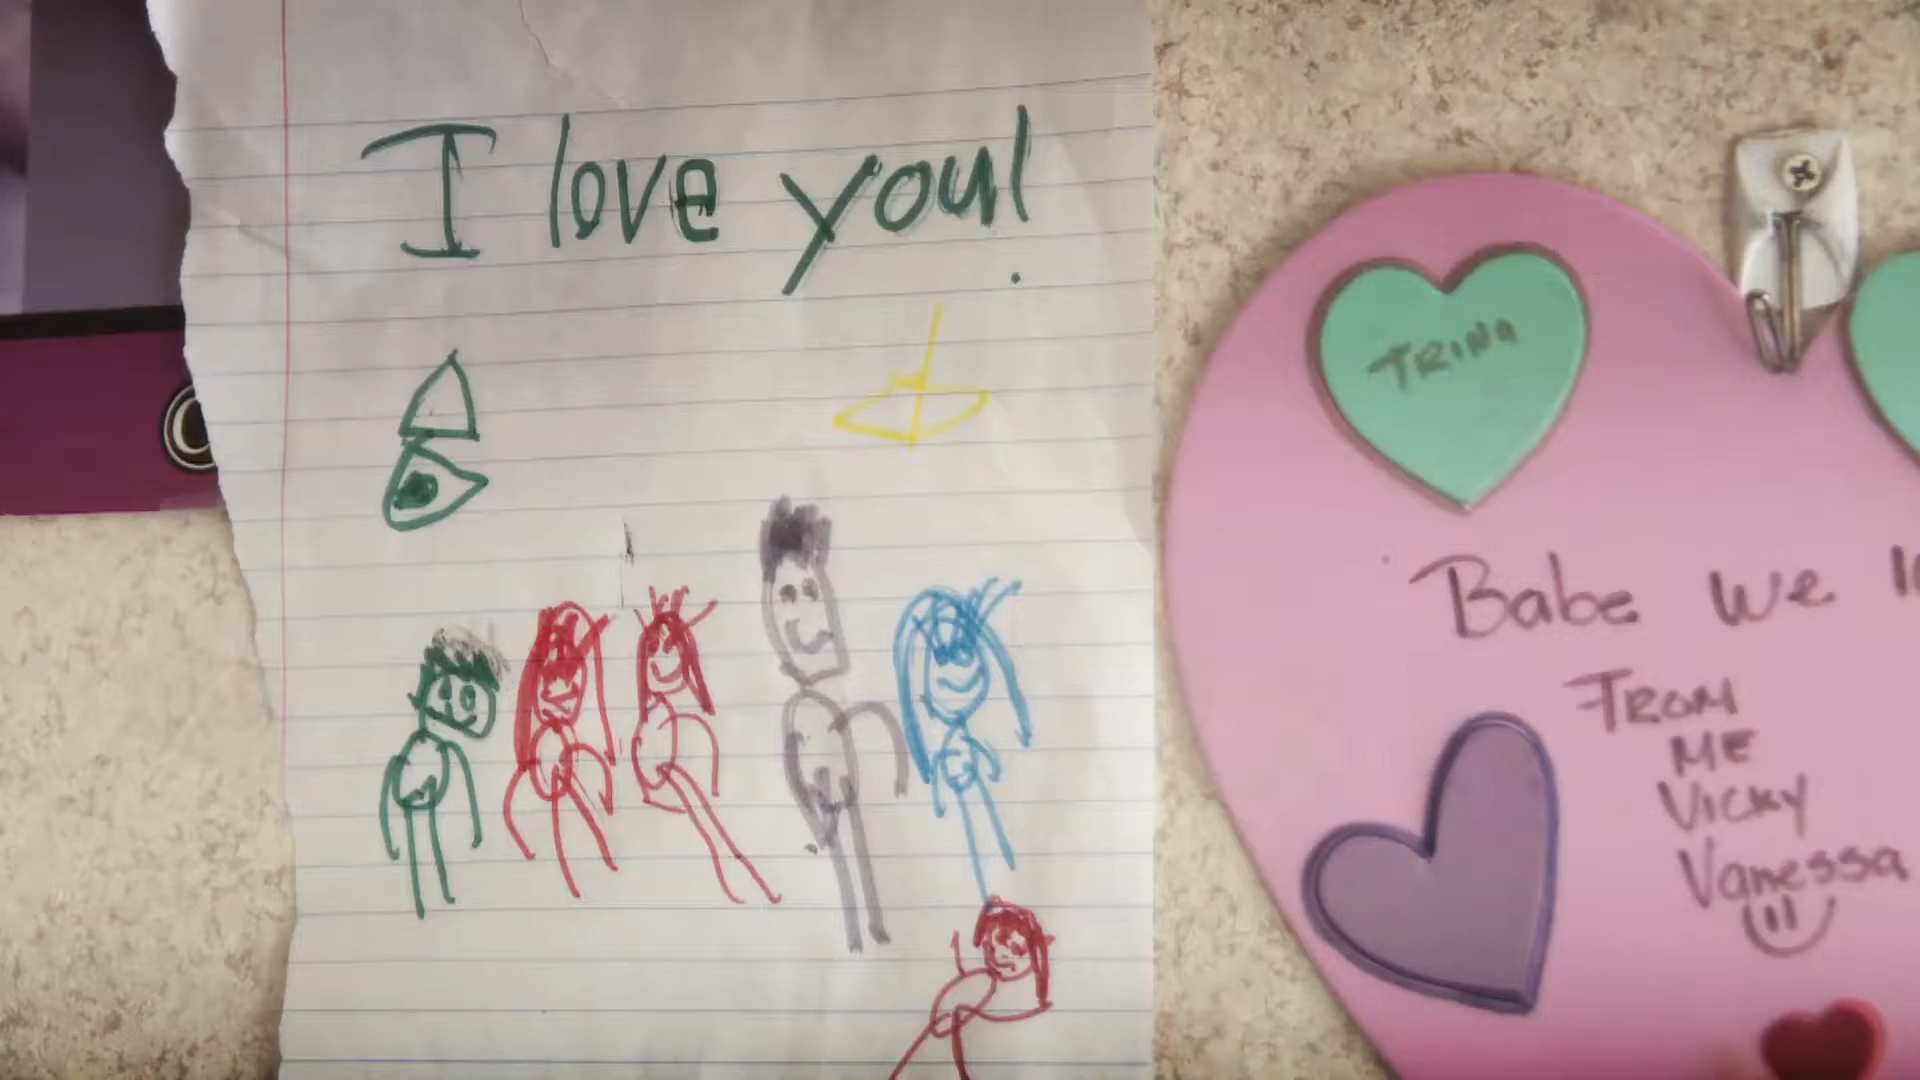 I love you!
TRINA
Babe we
From
ME
Vicky
Vanessa